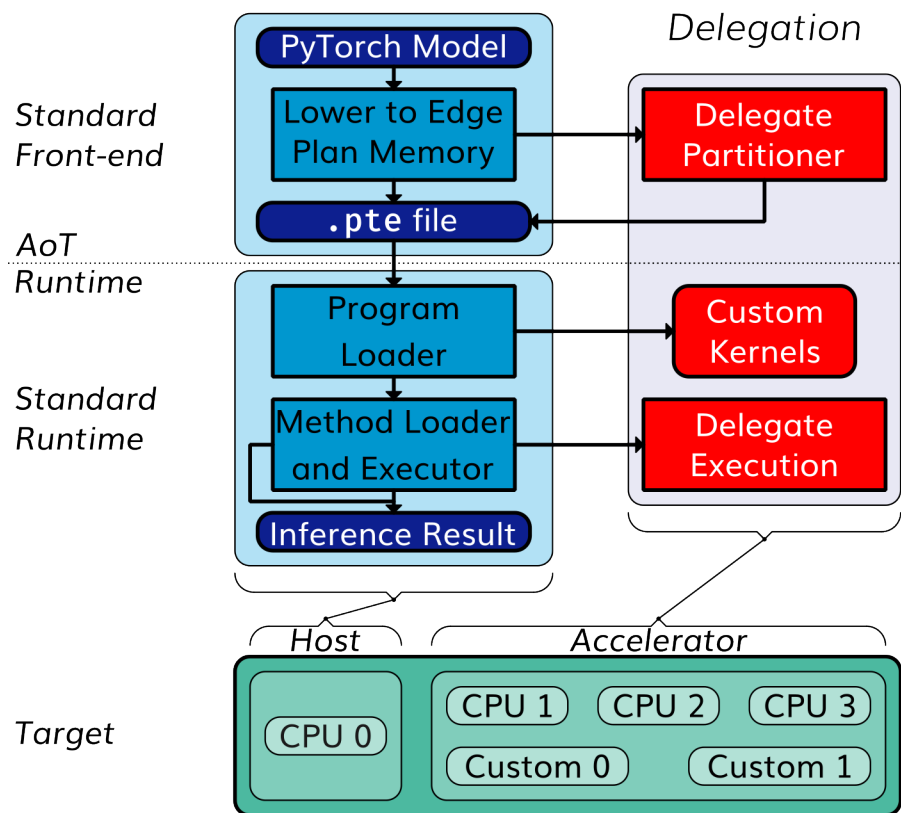 PyTorch Model
Delegation
Standard
Front-end
Lower to Edge
Plan Memory
Delegate
Partitioner
.pte file
AoT
Runtime
Program
Loader
Custom
Kernels
Standard
Runtime
Method Loader
and Executor
Delegate
Execution
Inference Result
Host
Accelerator
Target
CPU 0
CPU 1
CPU 2
CPU 3
Custom 0
Custom 1